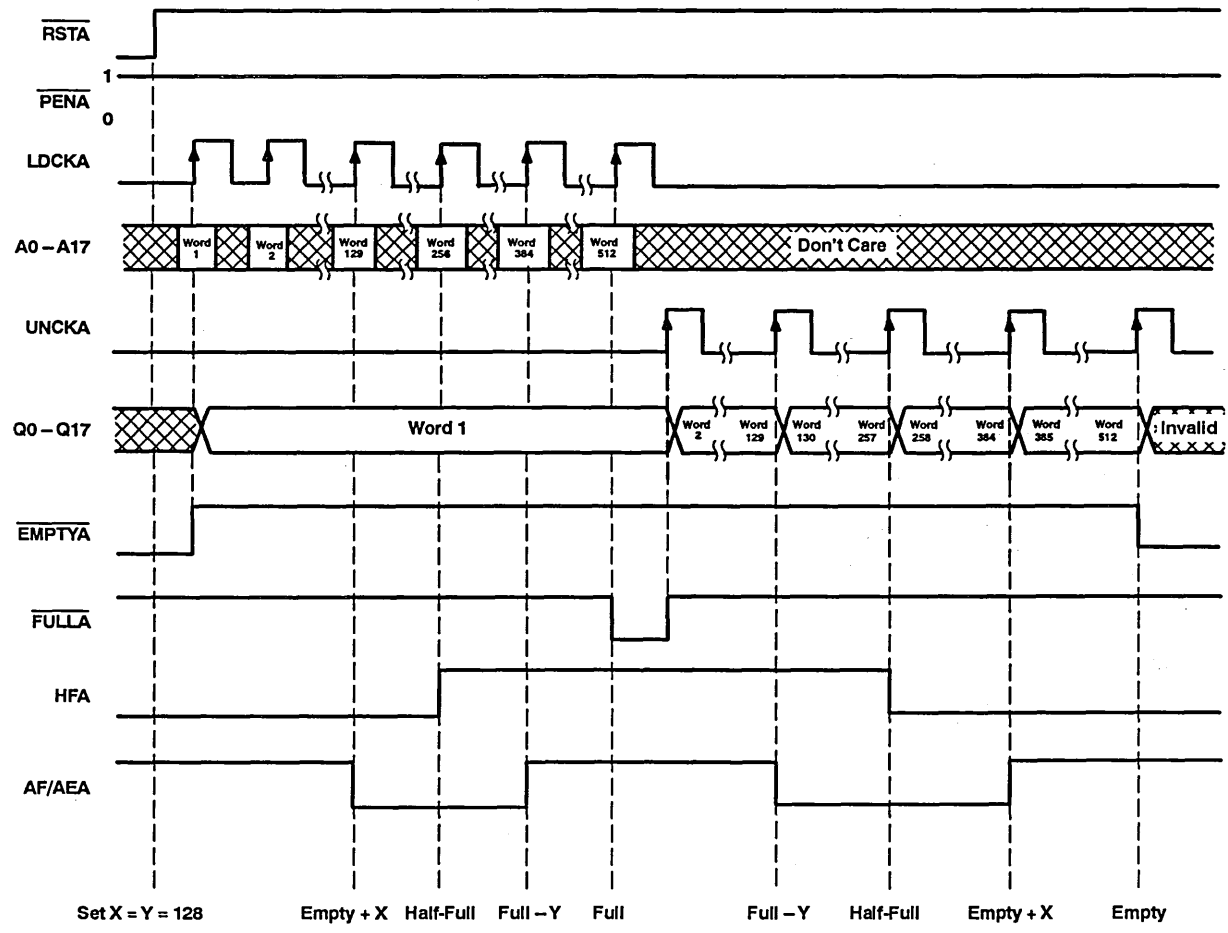 RSTA
1
PENA
0
LDCKA
A0 – A17
Word 1
Word 2
Word 129
Word 256
Word 384
Word 512
Don't Care
UNCKA
Q0 – Q17
Word 1
Word 2
Word 129
Word 130
Word 257
Word 258
Word 384
Word 385
Word 512
Invalid
EMPTYA
FULLA
HFA
AF/AEA
Set X = Y = 128
Empty + X
Half-Full
Full – Y
Full
Full – Y
Half-Full
Empty + X
Empty